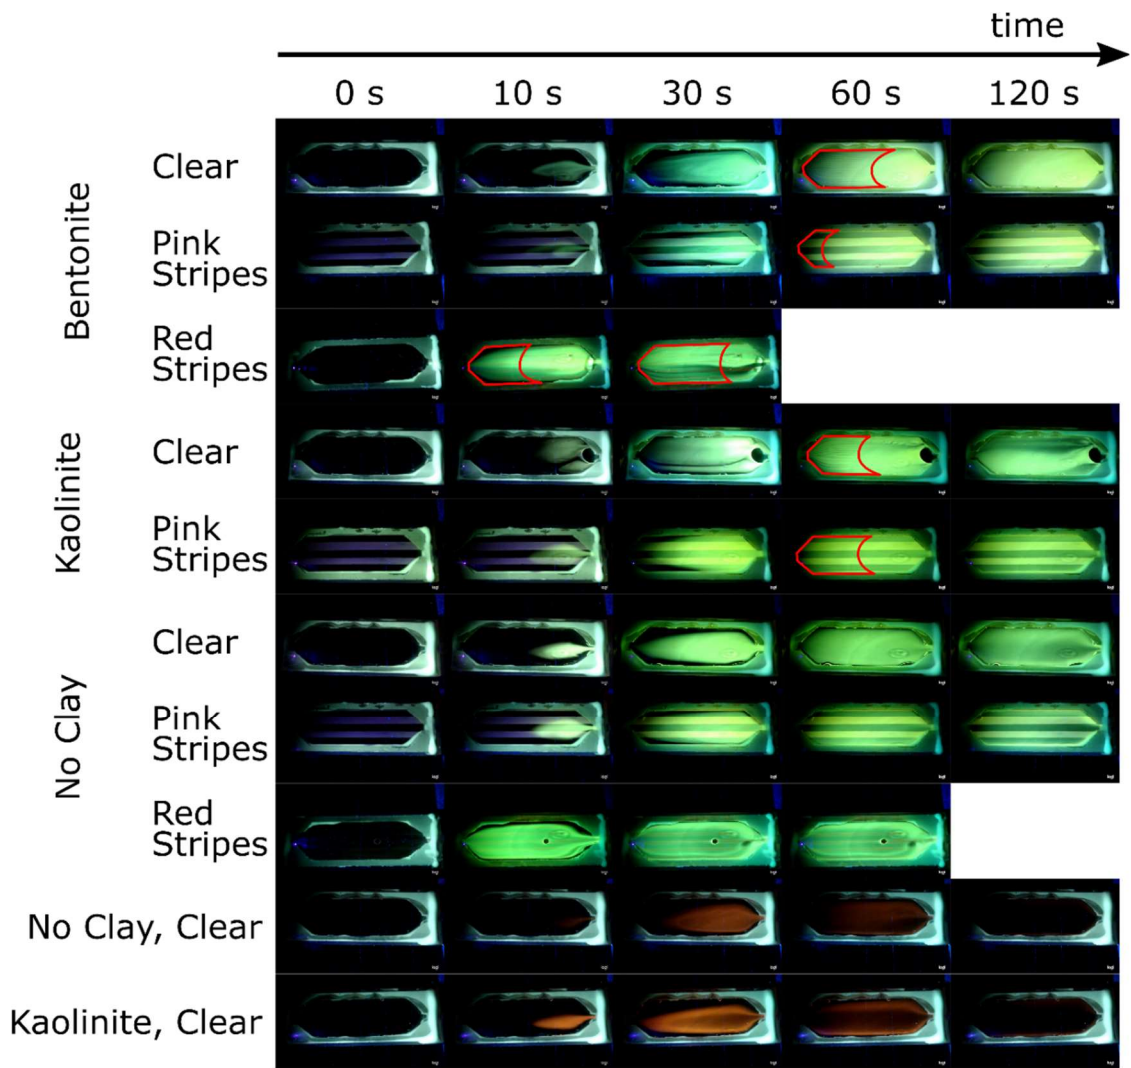 time
0 s 10 s 30 s 60 s 120 s
Bentonite
Clear
Pink
Stripes
Red
Stripes
Kaolinite
Clear
Pink
Stripes
No Clay
Clear
Pink
Stripes
Red
Stripes
No Clay, Clear
Kaolinite, Clear